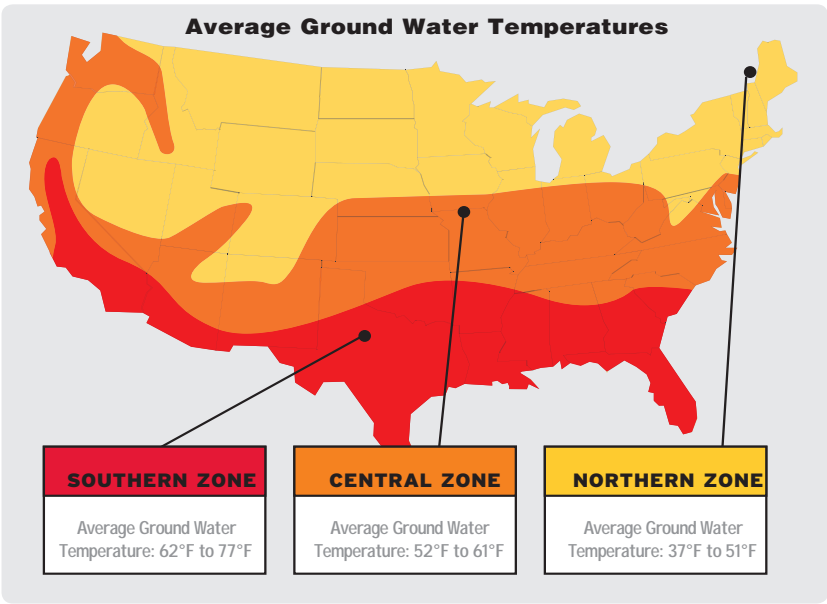 Average Ground Water Temperatures
SOUTHERN ZONE
Average Ground Water
Temperature: 62°F to 77°F
CENTRAL ZONE
Average Ground Water
Temperature: 52°F to 61°F
NORTHERN ZONE
Average Ground Water
Temperature: 37°F to 51°F